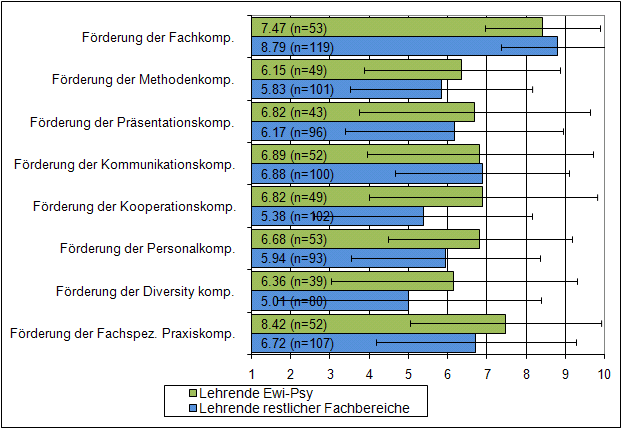 Förderung der Fachkomp.
7.47 (n=53)
8.79 (n=119)
Förderung der Methodenkomp.
6.15 (n=49)
5.83 (n=101)
Förderung der Präsentationskomp.
6.82 (n=43)
6.17 (n=96)
Förderung der Kommunikationskomp.
6.89 (n=52)
6.88 (n=100)
Förderung der Kooperationskomp.
6.82 (n=49)
5.38 (n=102)
Förderung der Personalkomp.
6.68 (n=53)
5.94 (n=93)
Förderung der Diversity komp.
6.36 (n=39)
5.01 (n=80)
Förderung der Fachspez. Praxiskomp.
8.42 (n=52)
6.72 (n=107)
1 2 3 4 5 6 7 8 9 10
Lehrende Ewi-Psy
Lehrende restlicher Fachbereiche